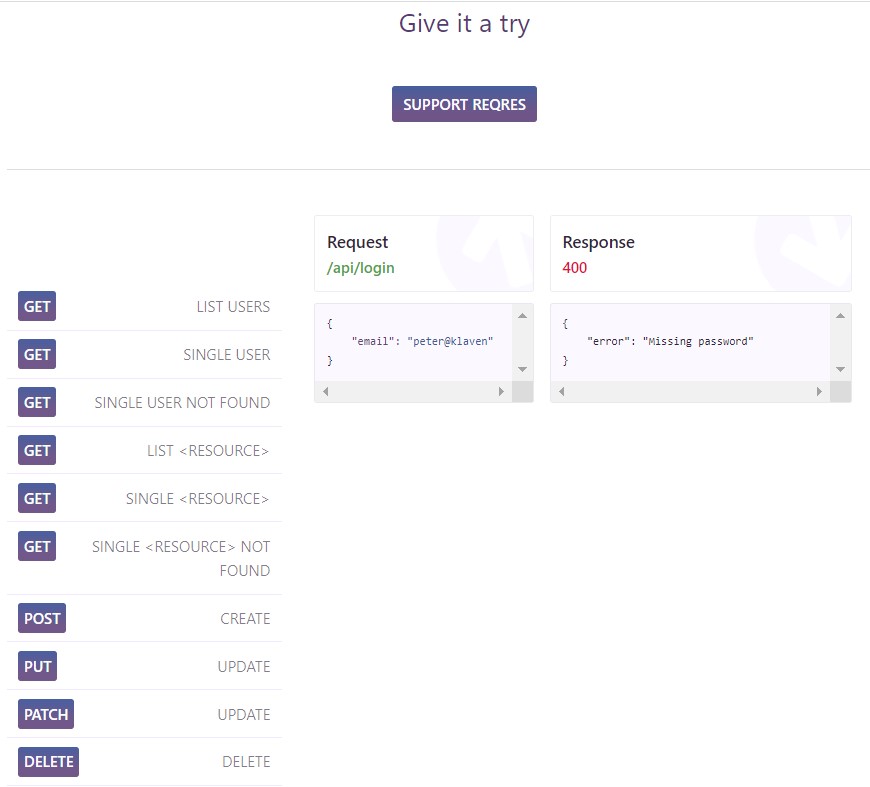 Give it a try
SUPPORT REQRES
Request
/api/login
{
"email": "peter@klaven"
}
Response
400
{
"error": "Missing password"
}
GET LIST USERS
GET SINGLE USER
GET SINGLE USER NOT FOUND
GET LIST <RESOURCE>
GET SINGLE <RESOURCE>
GET SINGLE <RESOURCE> NOT
FOUND
POST CREATE
PUT UPDATE
PATCH UPDATE
DELETE DELETE